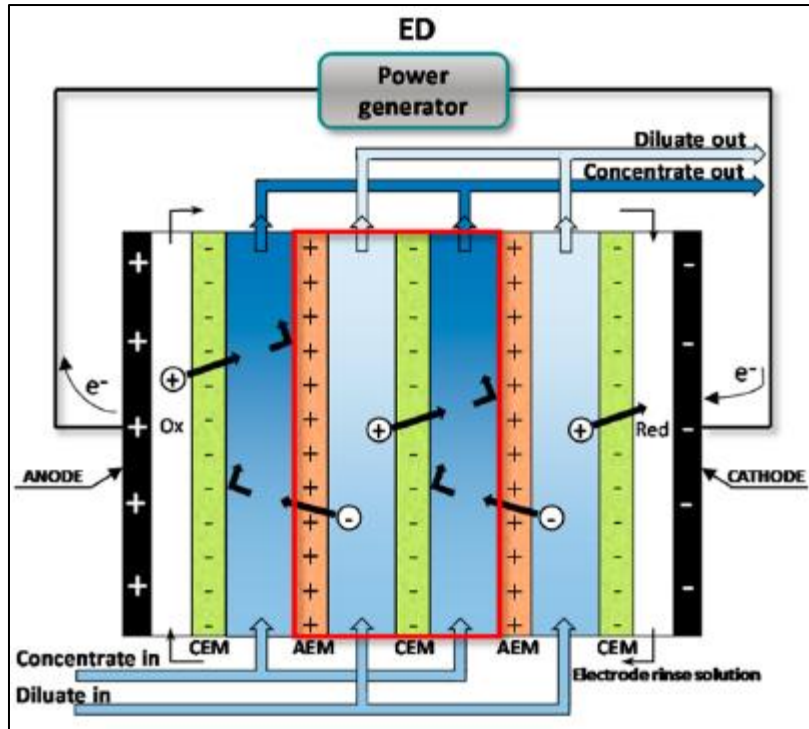 ED
Power
generator
Diluate out
Concentrate out
e-
Ox
e-
Red
ANODE
CATHODE
CEM
AEM
CEM
AEM
CEM
Concentrate in
Electrode rinse solution
Diluate in